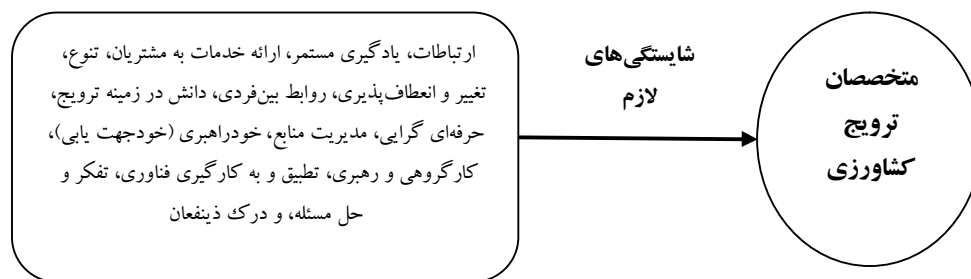 ارتباطات، یادگیری مستمر، ارائه خدمات به مشتریان، تنوع،
تغییر و انعطاف‌پذیری، روابط بین‌فردی، دانش در زمینه ترویج،
حرفه‌ای گرایی، مدیریت منابع، خودراهبری (خودجهت یابی)،
کارگروهی و رهبری، تطبیق و به کارگیری فناوری، تفکر و
حل مسئله، و درک ذینفعان
شایستگی‌های
لازم
متخصصان
ترویج
کشاورزی